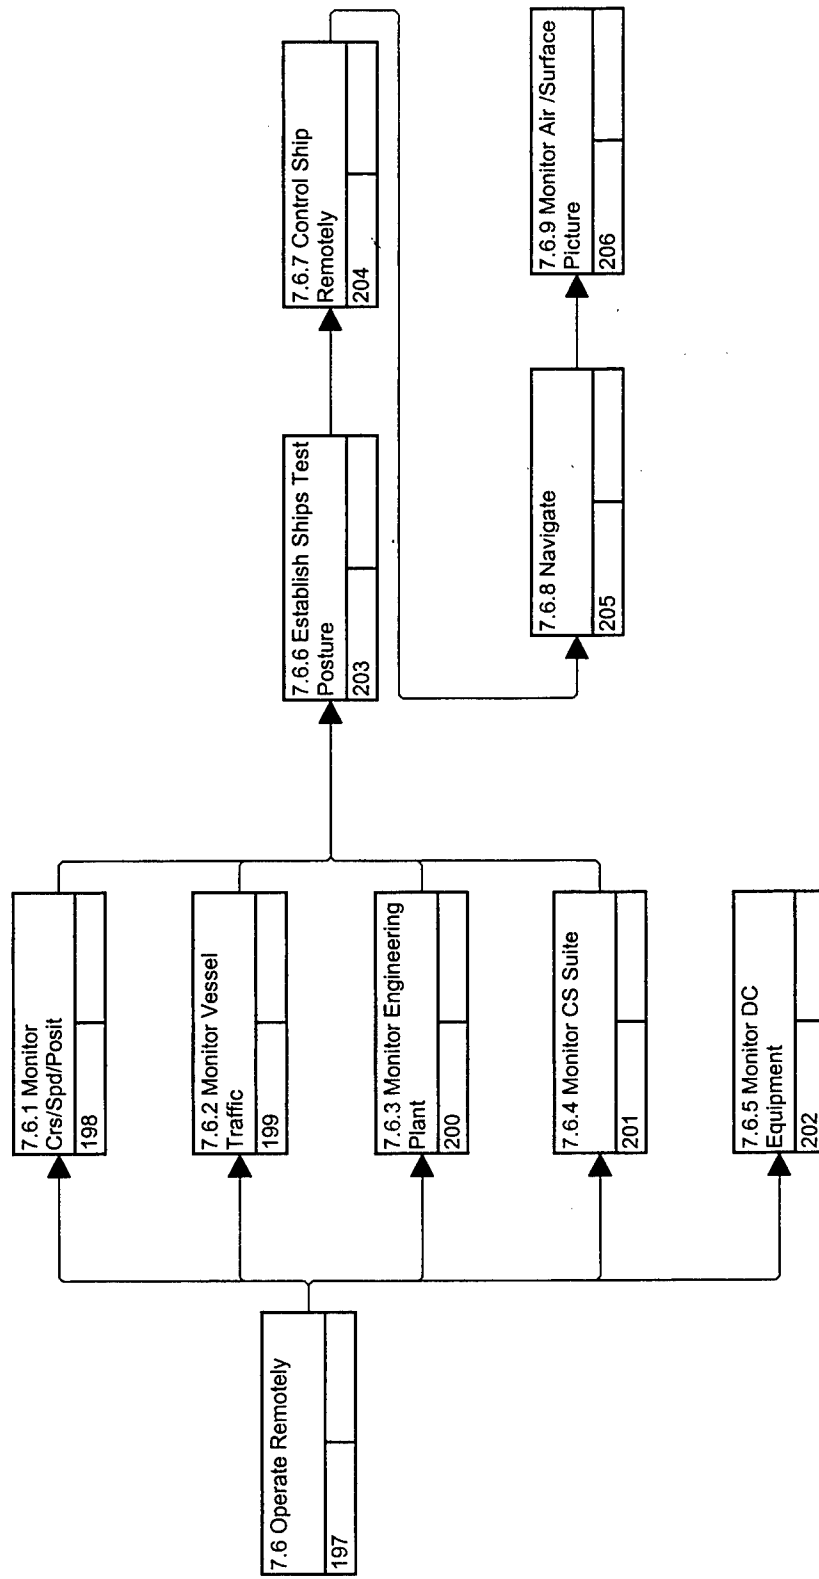 7.6 Operate Remotely
197
7.6.1 Monitor
Crs/Spd/Posit
198
7.6.2 Monitor Vessel
Traffic
199
7.6.3 Monitor Engineering
Plant
200
7.6.4 Monitor CS Suite
201
7.6.5 Monitor DC
Equipment
202
7.6.6 Establish Ships Test
Posture
203
7.6.7 Control Ship
Remotely
204
7.6.8 Navigate
205
7.6.9 Monitor Air /Surface
Picture
206